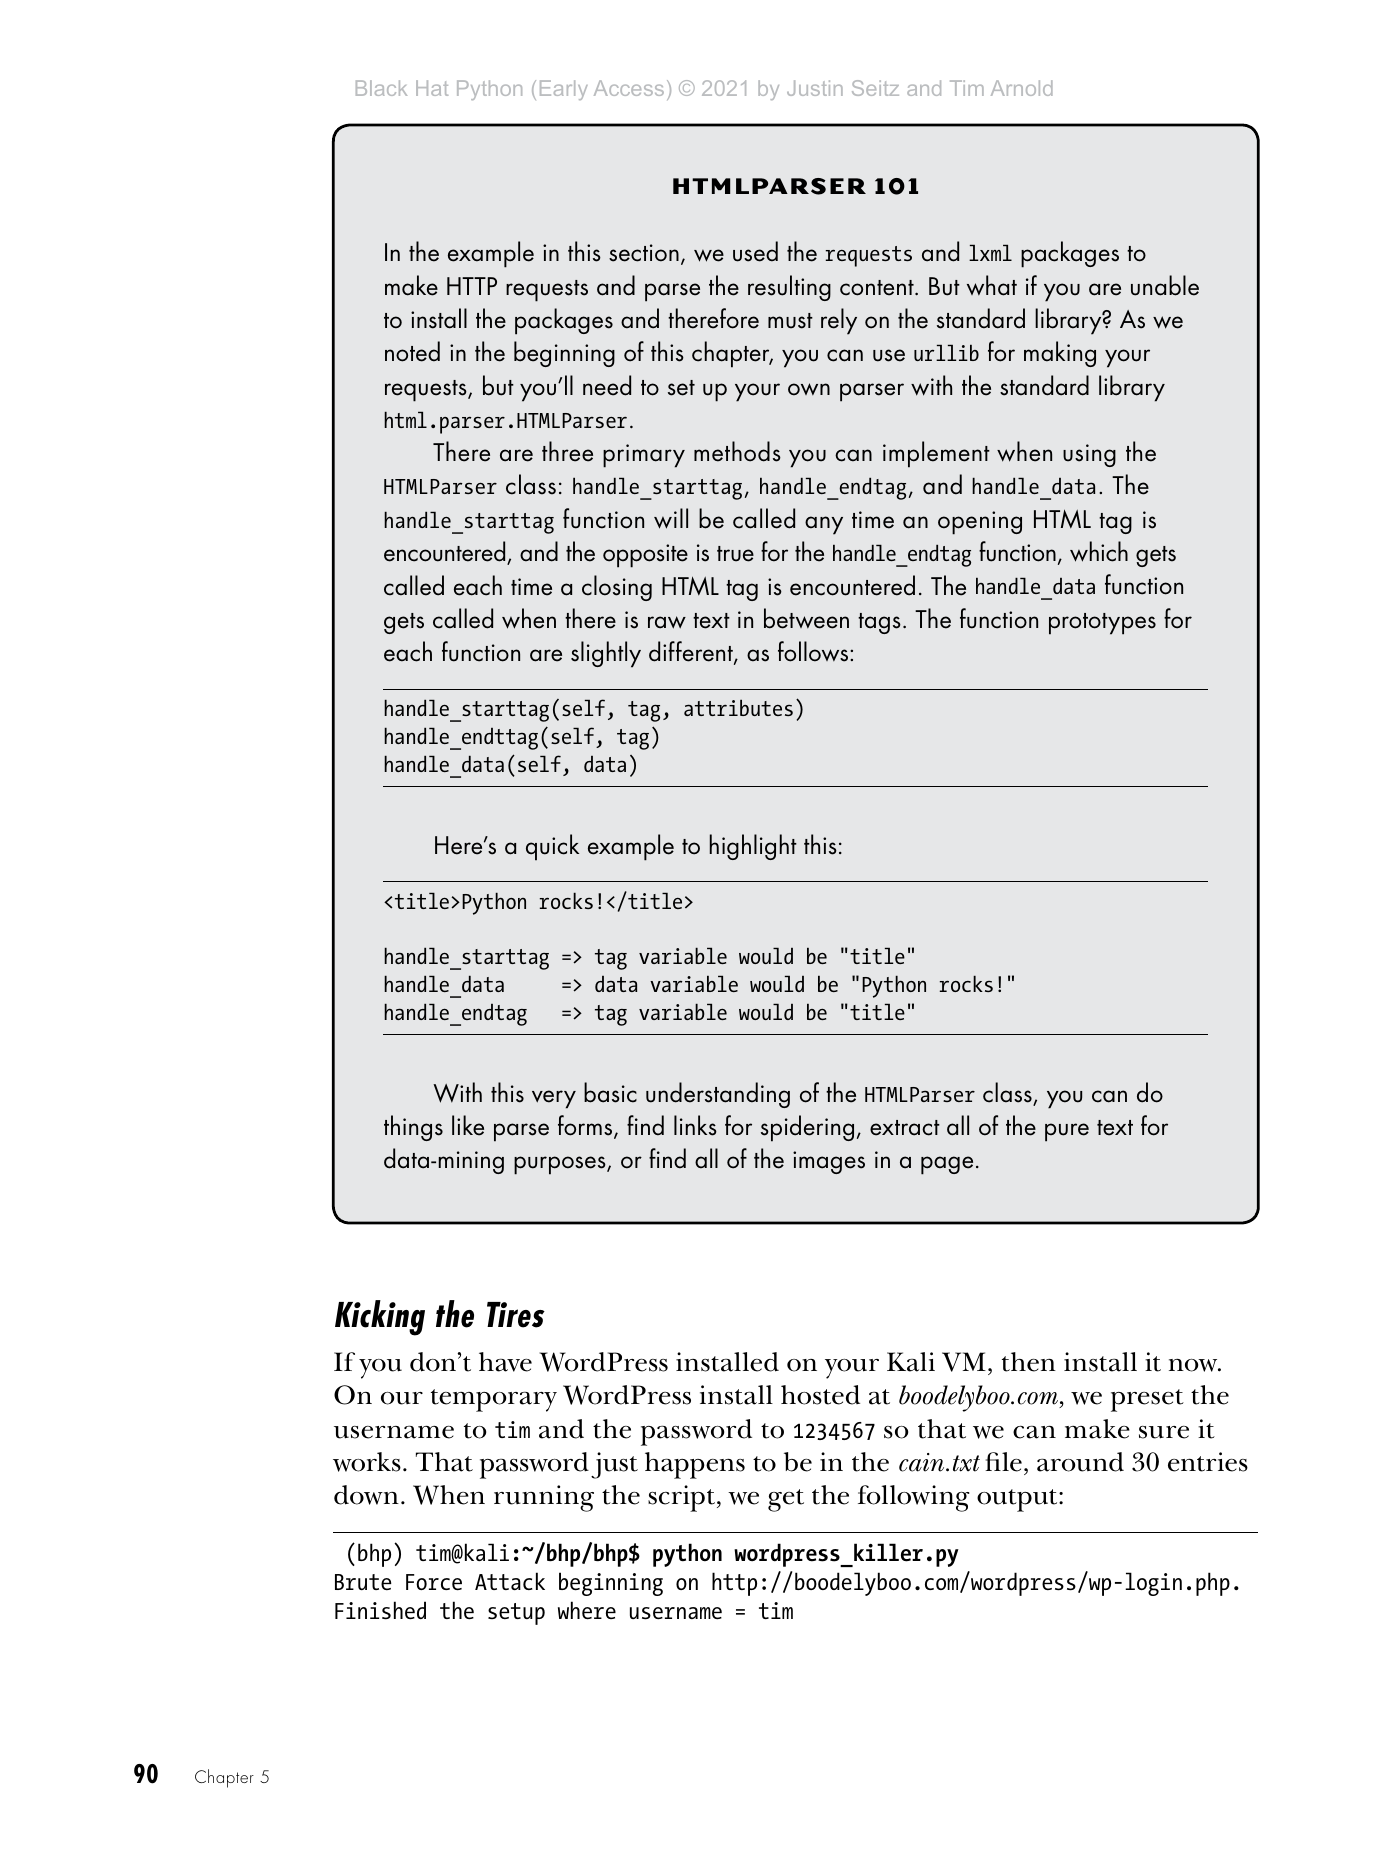 Black Hat Python (Early Access) © 2021 by Justin Seitz and Tim Arnold
HTMLPARSER 101
In the example in this section, we used the requests and lxml packages to
make HTTP requests and parse the resulting content. But what if you are unable
to install the packages and therefore must rely on the standard library? As we
noted in the beginning of this chapter, you can use urllib for making your
requests, but you’ll need to set up your own parser with the standard library
html.parser.HTMLParser.
There are three primary methods you can implement when using the
HTMLParser class: handle_starttag, handle_endtag, and handle_data. The
handle_starttag function will be called any time an opening HTML tag is
encountered, and the opposite is true for the handle_endtag function, which gets
called each time a closing HTML tag is encountered. The handle_data function
gets called when there is raw text in between tags. The function prototypes for
each function are slightly different, as follows:
handle_starttag(self, tag, attributes)
handle_endttag(self, tag)
handle_data(self, data)
Here’s a quick example to highlight this:
<title>Python rocks!</title>
handle_starttag => tag variable would be "title"
handle_data     => data variable would be "Python rocks!"
handle_endtag   => tag variable would be "title"
With this very basic understanding of the HTMLParser class, you can do
things like parse forms, find links for spidering, extract all of the pure text for
data-mining purposes, or find all of the images in a page.
Kicking the Tires
If you don’t have WordPress installed on your Kali VM, then install it now.
On our temporary WordPress install hosted at boodelyboo.com, we preset the
username to tim and the password to 1234567 so that we can make sure it
works. That password just happens to be in the cain.txt file, around 30 entries
down. When running the script, we get the following output:
(bhp) tim@kali:~/bhp/bhp$ python wordpress_killer.py
Brute Force Attack beginning on http://boodelyboo.com/wordpress/wp-login.php.
Finished the setup where username = tim
90 Chapter 5